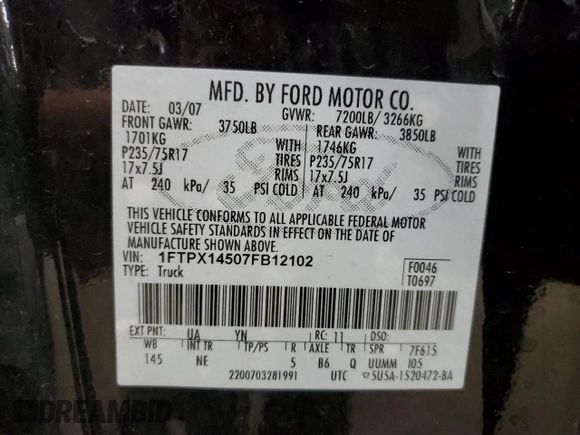 MFD. BY FORD MOTOR CO.
DATE: 03/07 GVWR: 7200LB/ 3266KG
FRONT GAWR: 3750LB REAR GAWR: 3850LB
1701KG 1746KG
P235/75R17 TIRES P235/75R17 TIRES
17x7.5J RIMS 17x7.5J RIMS
AT 240 kPa/ 35 PSI COLD AT 240 kPa/ 35 PSI COLD
Ford
THIS VEHICLE CONFORMS TO ALL APPLICABLE FEDERAL MOTOR
VEHICLE SAFETY STANDARDS IN EFFECT ON THE DATE OF
MANUFACTURE SHOWN ABOVE.
VIN: 1FTPX14507FB12102 F0046
TYPE: Truck T0697
EXT PNT: UA YN RC: 11 DSO:
WB INT TR TP/PS R AXLE TR SPR 7F615
145 NE 5 B6 Q UUMM 105
2200703281991 UTC 5U5A-1520472-BA
DREAMBID